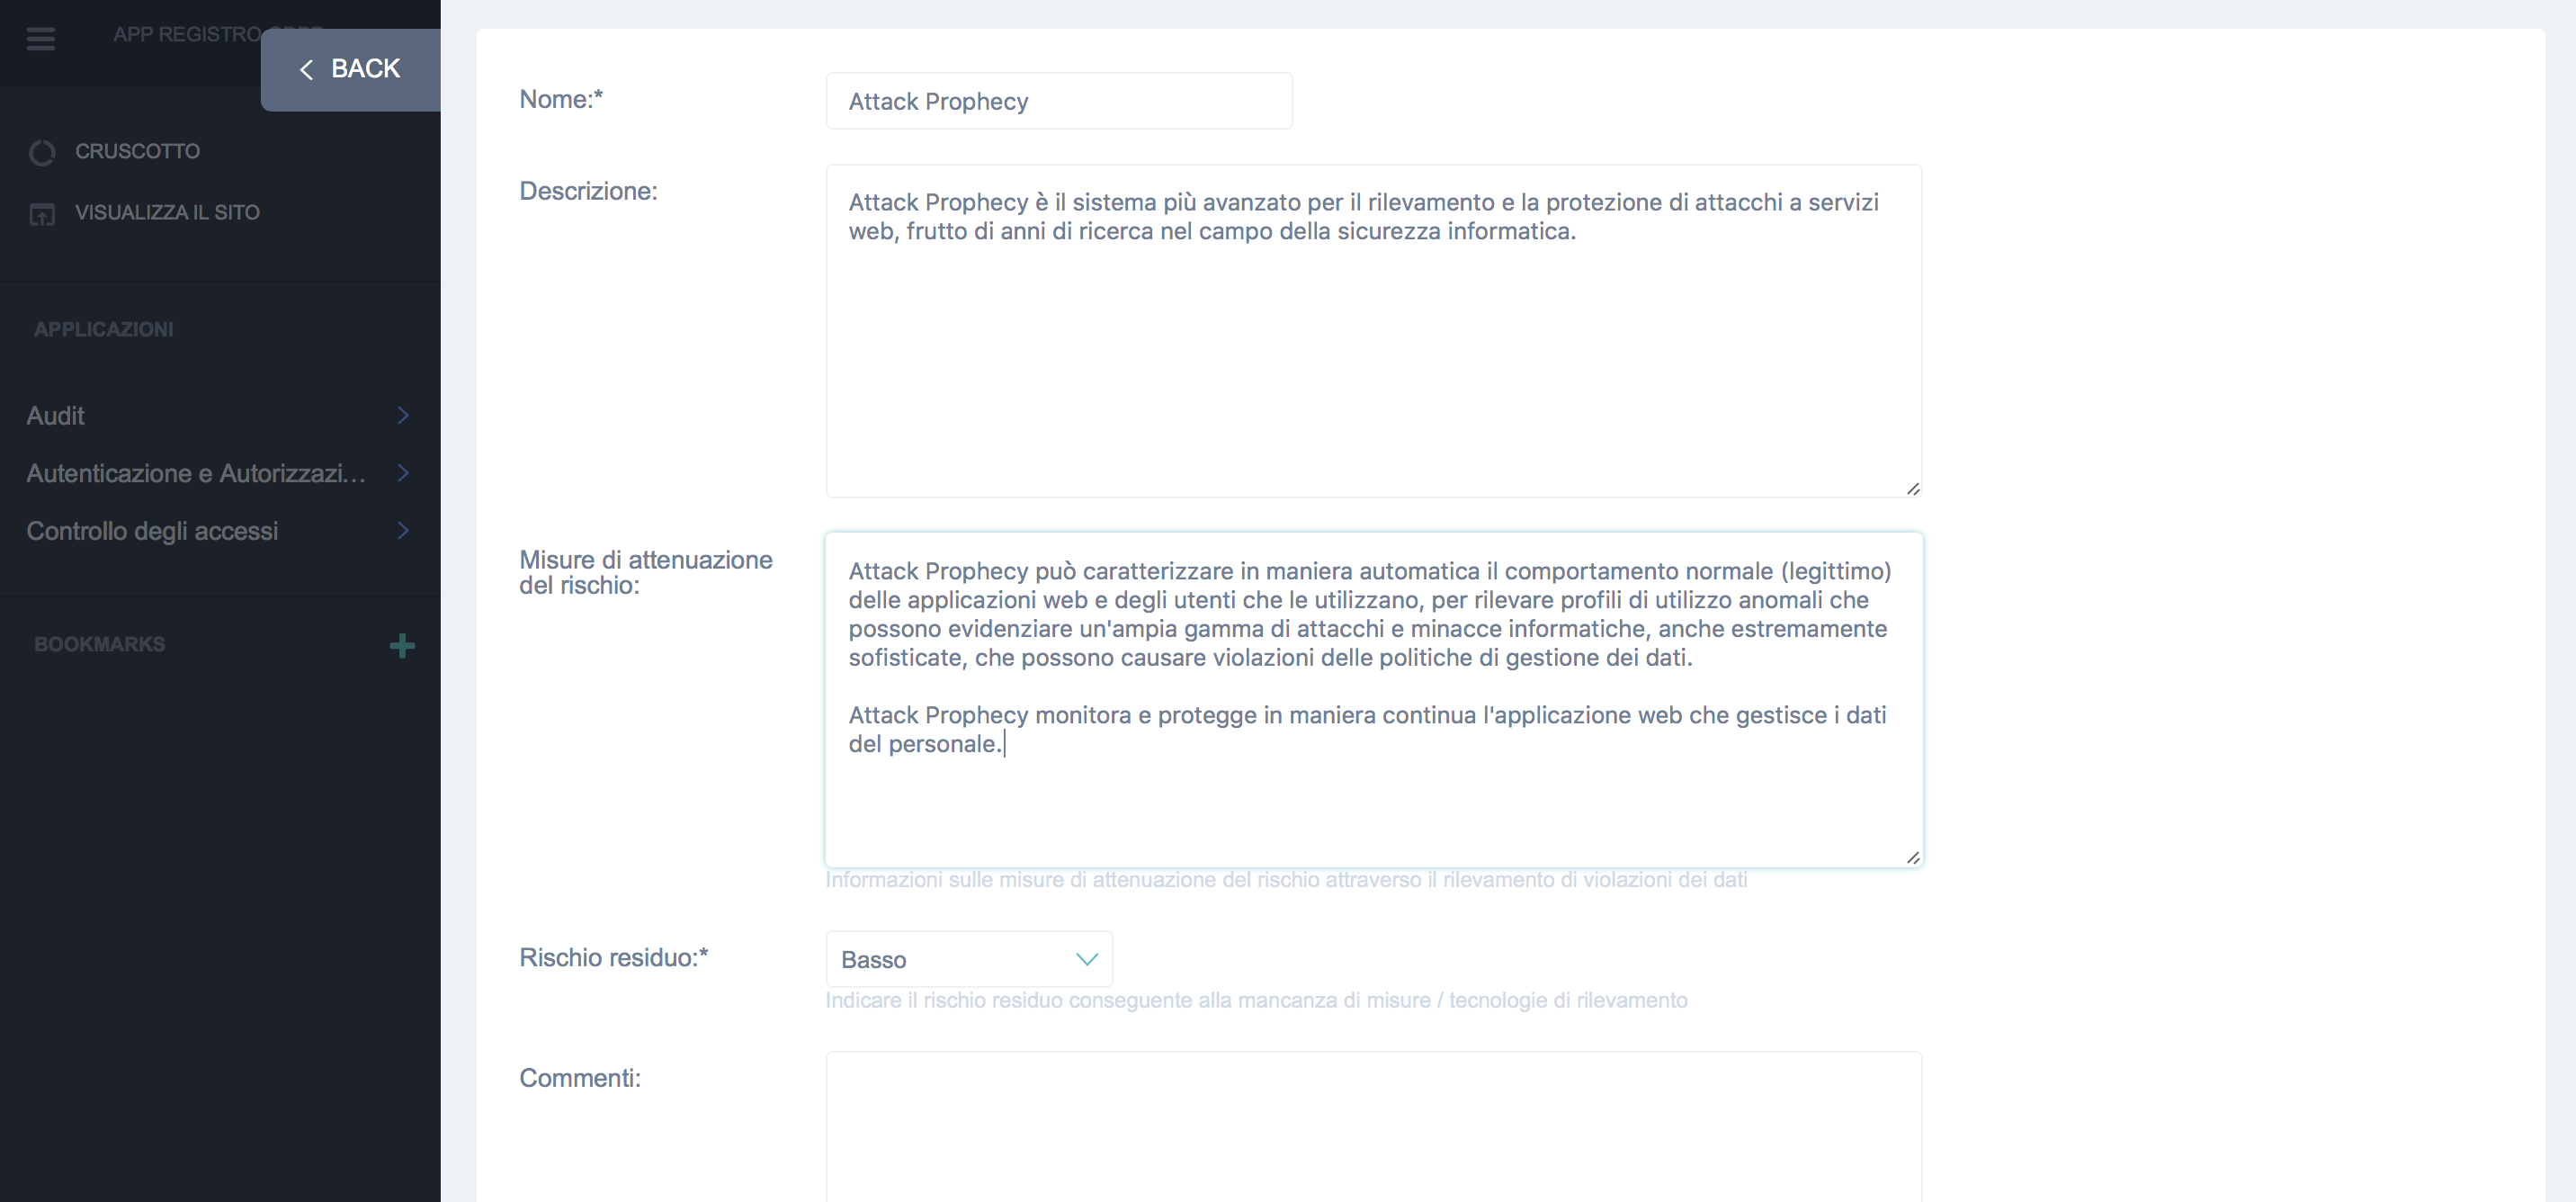 APP REGISTRO GDPR
BACK
CRUSCOTTO
VISUALIZZA IL SITO
APPLICAZIONI
Audit
Autenticazione e Autorizzazi...
Controllo degli accessi
BOOKMARKS
Nome:*
Attack Prophecy
Descrizione:
Attack Prophecy è il sistema più avanzato per il rilevamento e la protezione di attacchi a servizi
web, frutto di anni di ricerca nel campo della sicurezza informatica.
Misure di attenuazione
del rischio:
Attack Prophecy può caratterizzare in maniera automatica il comportamento normale (legittimo)
delle applicazioni web e degli utenti che le utilizzano, per rilevare profili di utilizzo anomali che
possono evidenziare un'ampia gamma di attacchi e minacce informatiche, anche estremamente
sofisticate, che possono causare violazioni delle politiche di gestione dei dati.
Attack Prophecy monitora e protegge in maniera continua l'applicazione web che gestisce i dati
del personale.
Informazioni sulle misure di attenuazione del rischio attraverso il rilevamento di violazioni dei dati
Rischio residuo:*
Basso
Indicare il rischio residuo conseguente alla mancanza di misure / tecnologie di rilevamento
Commenti: